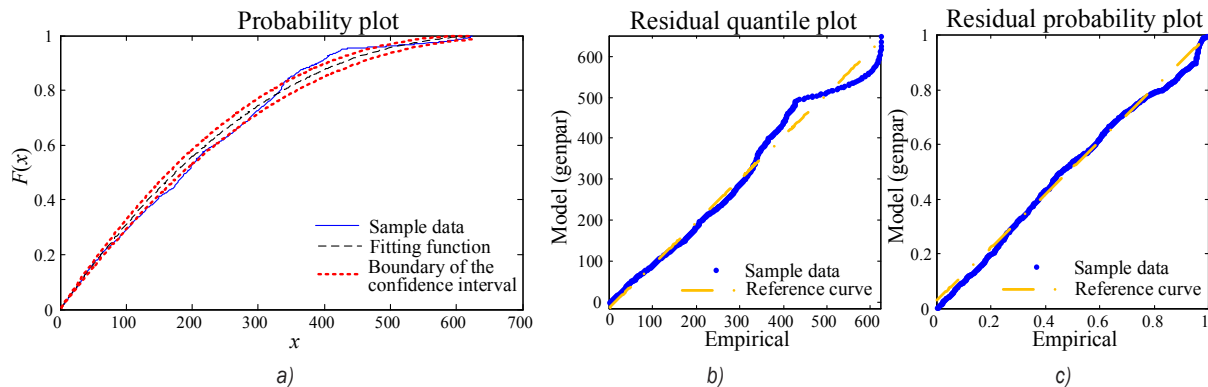 Probability plot
1
0.8
0.6
0.4
0.2
0
F(x)
0 100 200 300 400 500 600 700
x
Sample data
Fitting function
Boundary of the
confidence interval
a)
Residual quantile plot
600
500
400
300
200
100
0
Model (genpar)
0 100 200 300 400 500 600
Empirical
Sample data
Reference curve
b)
Residual probability plot
1
0.8
0.6
0.4
0.2
0
Model (genpar)
0 0.2 0.4 0.6 0.8 1
Empirical
Sample data
Reference curve
c)